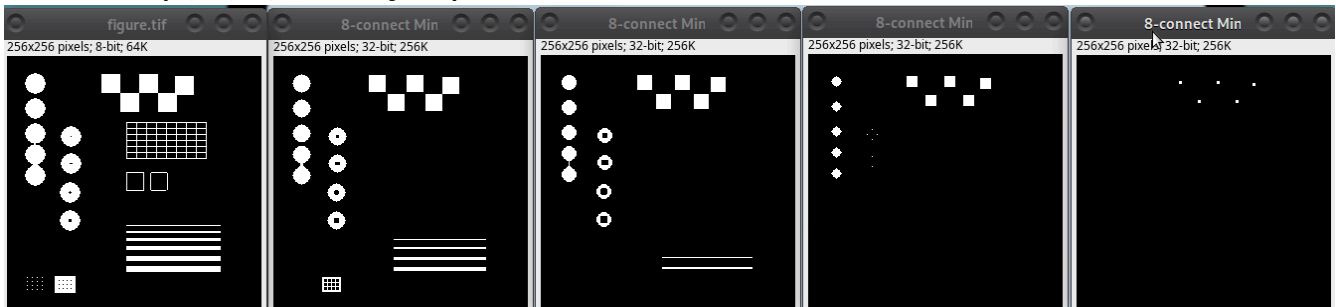 figure.tif
256x256 pixels; 8-bit; 64K
8-connect Min
256x256 pixels; 32-bit; 256K
8-connect Min
256x256 pixels; 32-bit; 256K
8-connect Min
256x256 pixels; 32-bit; 256K
8-connect Min
256x256 pixels; 32-bit; 256K